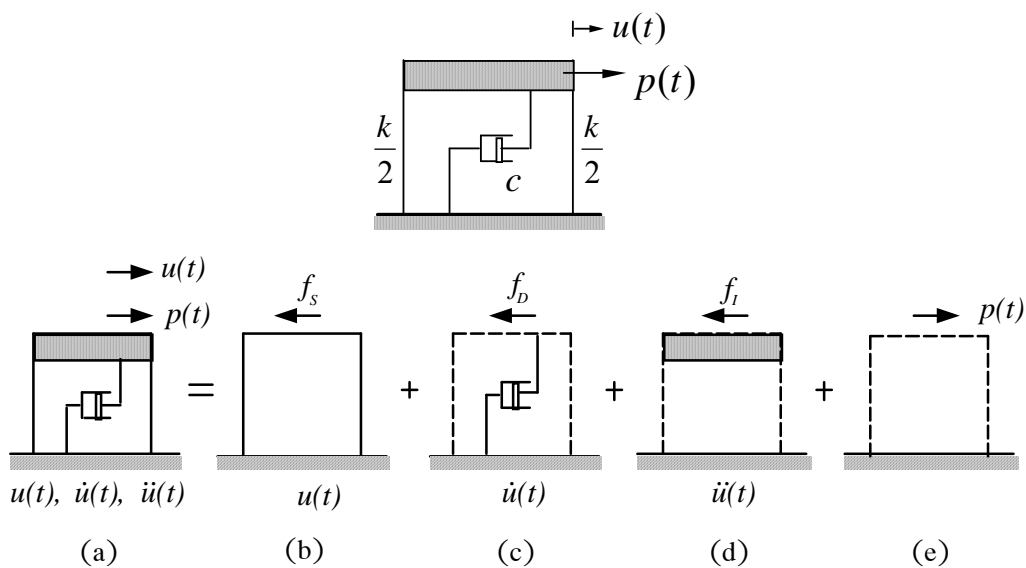 u(t)
p(t)
k/2
k/2
c
u(t)
p(t)
f_S
f_D
f_I
p(t)
=
+
+
+
u(t), u̇(t), ü(t)
u(t)
u̇(t)
ü(t)
(a)
(b)
(c)
(d)
(e)